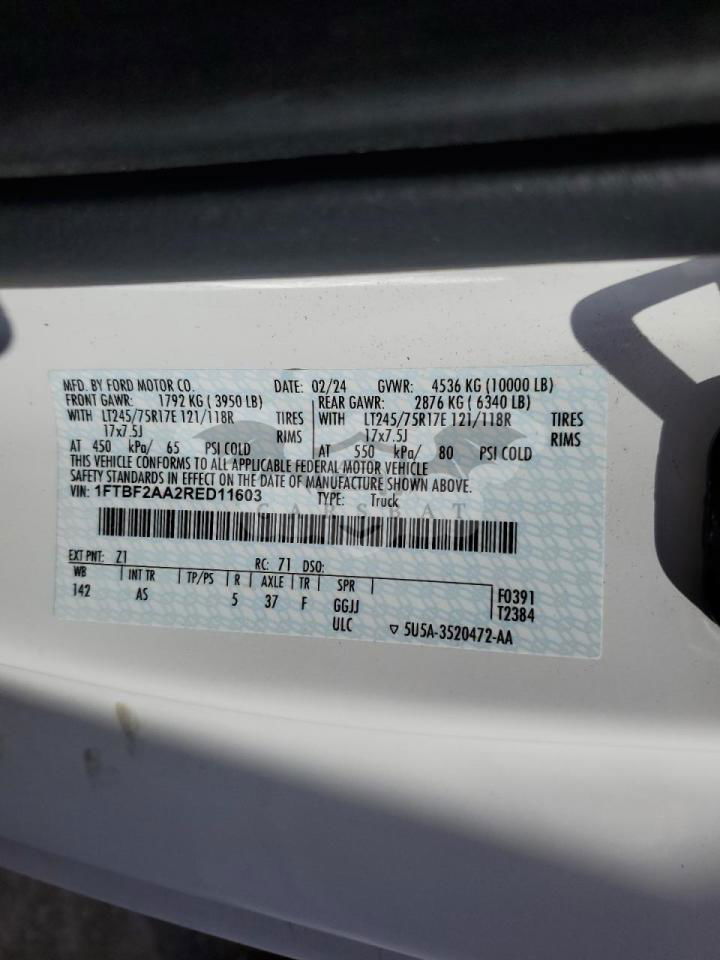 MFD. BY FORD MOTOR CO. DATE: 02/24 GVWR: 4536 KG (10000 LB)
FRONT GAWR: 1792 KG ( 3950 LB) REAR GAWR: 2876 KG ( 6340 LB)
WITH LT245/75R17E 121/118R TIRES WITH LT245/75R17E 121/118R TIRES
17x7.5J RIMS 17x7.5J RIMS
AT 450 kPa/ 65 PSI COLD AT 550 kPa/ 80 PSI COLD
THIS VEHICLE CONFORMS TO ALL APPLICABLE FEDERAL MOTOR VEHICLE
SAFETY STANDARDS IN EFFECT ON THE DATE OF MANUFACTURE SHOWN ABOVE.
VIN: 1FTBF2AA2RED11603 TYPE: Truck
CARSBAT
EXT PNT: Z1 RC: 71 DSO:
WB INT TR TP/PS R AXLE TR SPR F0391
142 AS 5 37 F GGJJ T2384
ULC ▽ 5U5A-3520472-AA